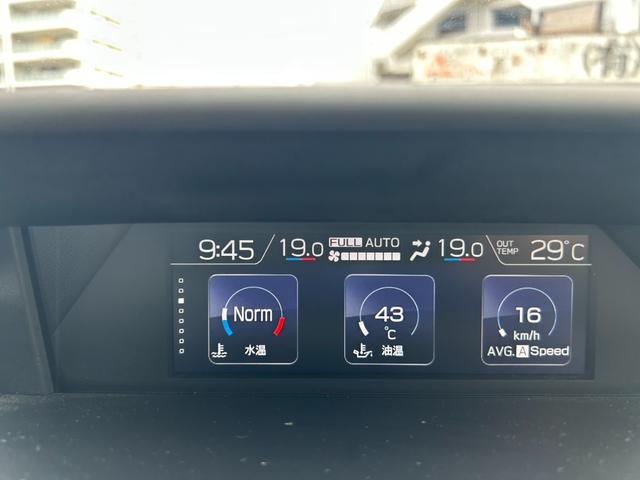 9:45 19.0 FULL AUTO 19.0 OUT TEMP 29°C
Norm 43 16
°C km/h
水温 油温 AVG. A Speed